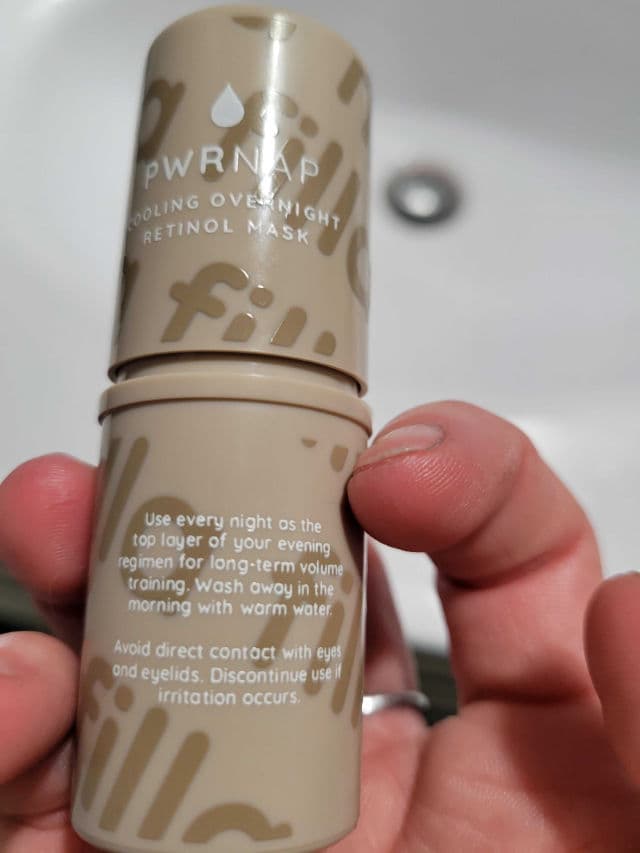 PWRNAP
COOLING OVERNIGHT
RETINOL MASK
fill
Use every night as the
top layer of your evening
regimen for long-term volume
training. Wash away in the
morning with warm water.
Avoid direct contact with eyes
and eyelids. Discontinue use if
irritation occurs.
filla